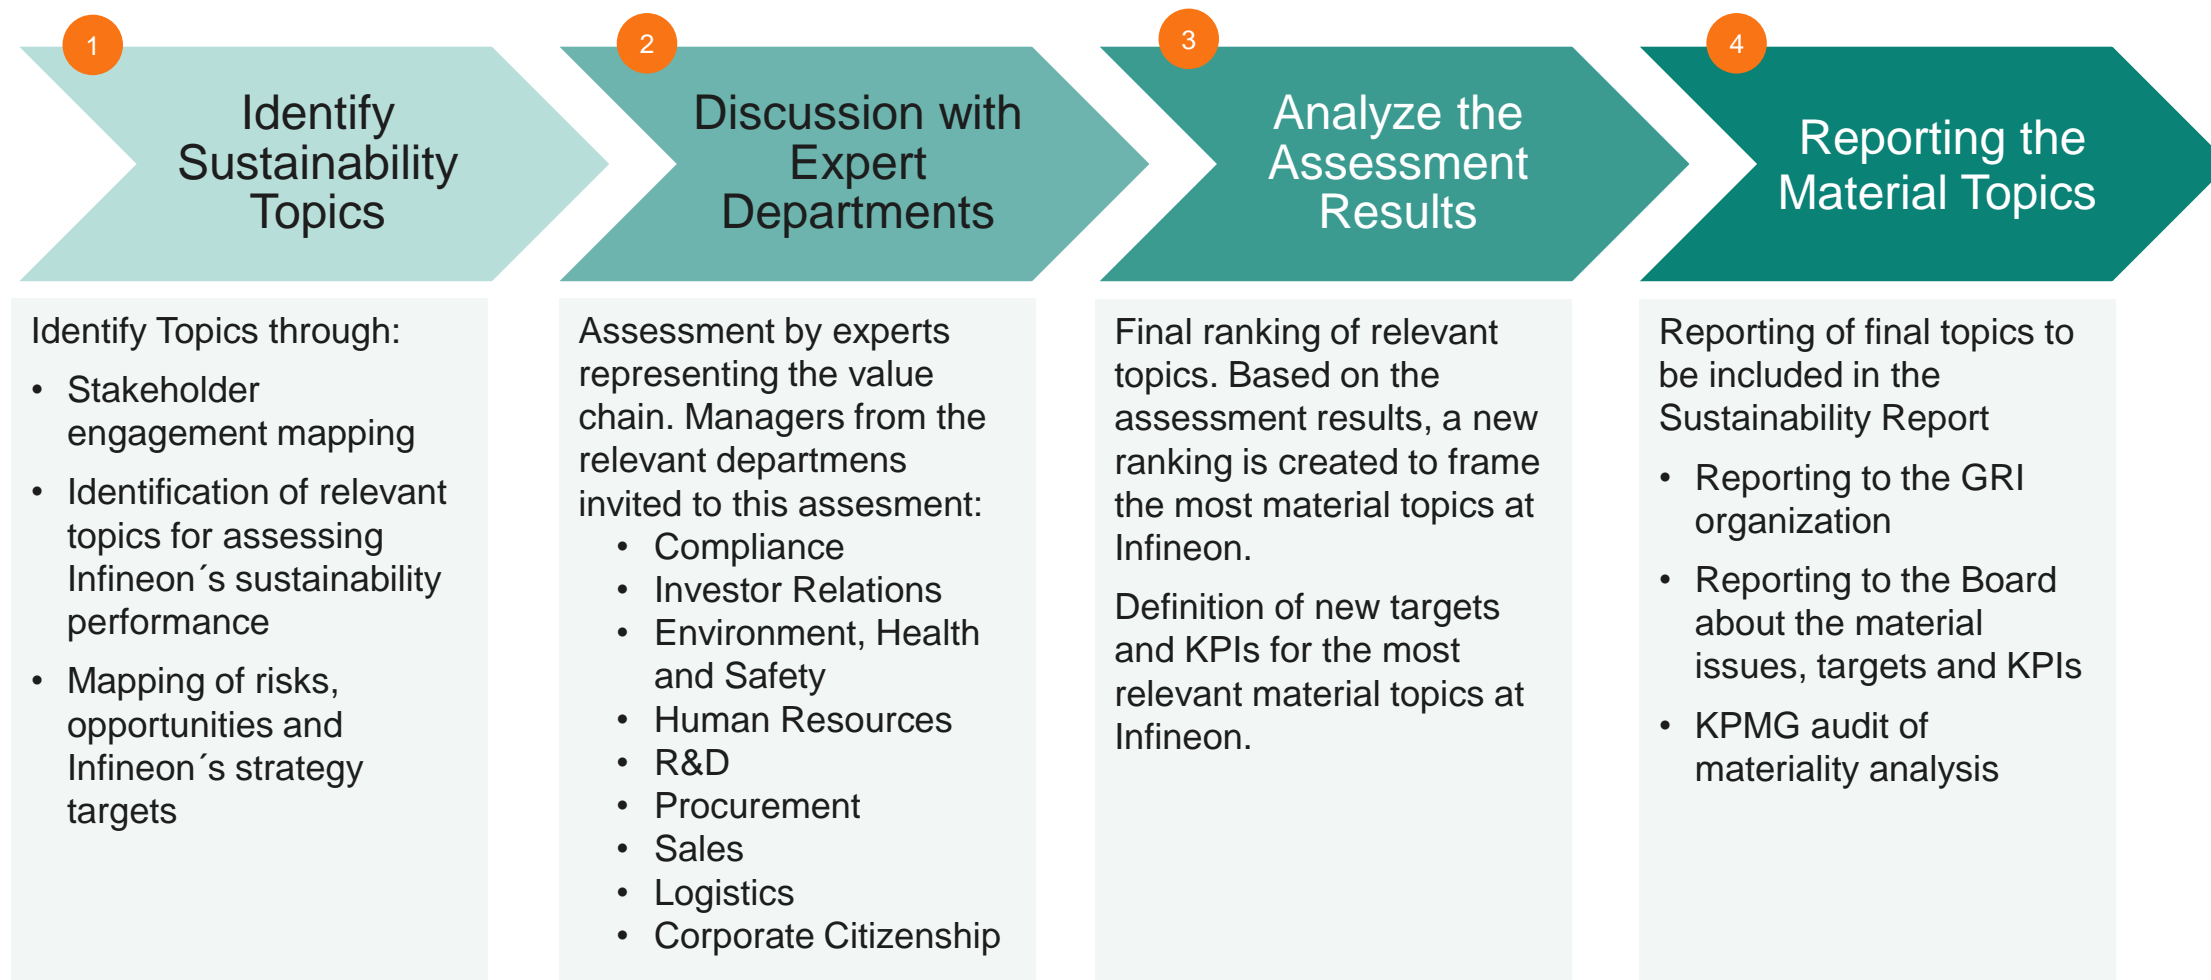 1
Identify
Sustainability
Topics
Identify Topics through:
• Stakeholder
engagement mapping
• Identification of relevant
topics for assessing
Infineon´s sustainability
performance
• Mapping of risks,
opportunities and
Infineon´s strategy
targets
2
Discussion with
Expert
Departments
Assessment by experts
representing the value
chain. Managers from the
relevant departmens
invited to this assesment:
• Compliance
• Investor Relations
• Environment, Health
and Safety
• Human Resources
• R&D
• Procurement
• Sales
• Logistics
• Corporate Citizenship
3
Analyze the
Assessment
Results
Final ranking of relevant
topics. Based on the
assessment results, a new
ranking is created to frame
the most material topics at
Infineon.
Definition of new targets
and KPIs for the most
relevant material topics at
Infineon.
4
Reporting the
Material Topics
Reporting of final topics to
be included in the
Sustainability Report
• Reporting to the GRI
organization
• Reporting to the Board
about the material
issues, targets and KPIs
• KPMG audit of
materiality analysis